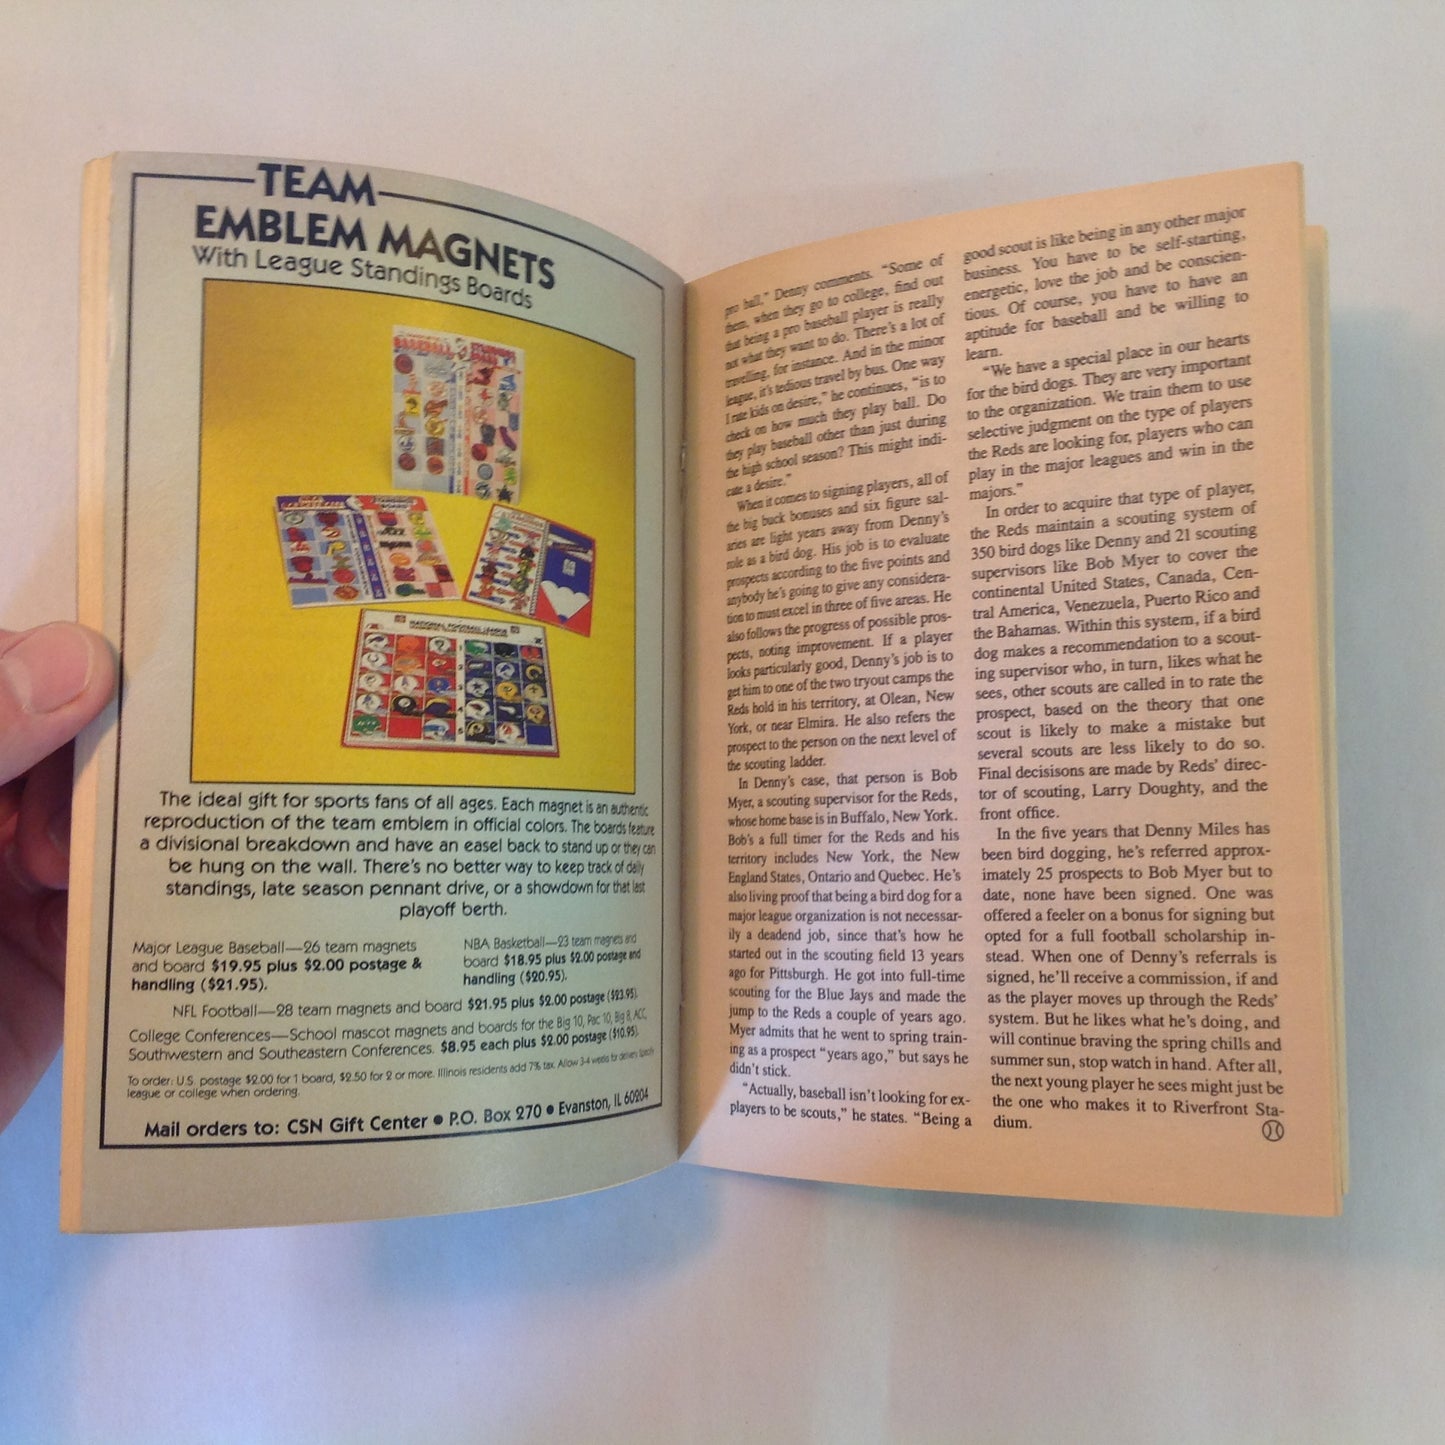 TEAM
EMBLEM MAGNETS
With League Standings Boards
BASEBALL
STANDINGS
BOARD
NATIONAL FOOTBALL LEAGUE
The ideal gift for sports fans of all ages. Each magnet is an authentic
reproduction of the team emblem in official colors. The boards feature
a divisional breakdown and have an easel back to stand up or they can
be hung on the wall. There's no better way to keep track of daily
standings, late season pennant drive, or a showdown for that last
playoff berth.
Major League Baseball—26 team magnets
and board $19.95 plus $2.00 postage &
handling ($21.95).
NBA Basketball—23 team magnets and
board $18.95 plus $2.00 postage and
handling ($20.95).
NFL Football—28 team magnets and board $21.95 plus $2.00 postage ($23.95).
College Conferences—School mascot magnets and boards for the Big 10, Pac 10, Big 8, ACC,
Southwestern and Southeastern Conferences. $8.95 each plus $2.00 postage ($10.95).
To order: U.S. postage $2.00 for 1 board, $2.50 for 2 or more. Illinois residents add 7% tax. Allow 3-4 weeks for delivery. Specify
league or college when ordering.
Mail orders to: CSN Gift Center • P.O. Box 270 • Evanston, IL 60204
pro ball," Denny comments. "Some of
them, when they go to college, find out
that being a pro baseball player is really
not what they want to do. There's a lot of
travelling, for instance. And in the minor
league, it's tedious travel by bus. One way
I rate kids on desire," he continues, "is to
check on how much they play ball. Do
they play baseball other than just during
the high school season? This might indi-
cate a desire."
When it comes to signing players, all of
the big buck bonuses and six figure sal-
aries are light years away from Denny's
role as a bird dog. His job is to evaluate
prospects according to the five points and
anybody he's going to give any considera-
tion to must excel in three of five areas. He
also follows the progress of possible pros-
pects, noting improvement. If a player
looks particularly good, Denny's job is to
get him to one of the two tryout camps the
Reds hold in his territory, at Olean, New
York, or near Elmira. He also refers the
prospect to the person on the next level of
the scouting ladder.
In Denny's case, that person is Bob
Myer, a scouting supervisor for the Reds,
whose home base is in Buffalo, New York.
Bob's a full timer for the Reds and his
territory includes New York, the New
England States, Ontario and Quebec. He's
also living proof that being a bird dog for a
major league organization is not necessar-
ily a deadend job, since that's how he
started out in the scouting field 13 years
ago for Pittsburgh. He got into full-time
scouting for the Blue Jays and made the
jump to the Reds a couple of years ago.
Myer admits that he went to spring train-
ing as a prospect "years ago," but says he
didn't stick.
"Actually, baseball isn't looking for ex-
players to be scouts," he states. "Being a
good scout is like being in any other major
business. You have to be self-starting,
energetic, love the job and be conscien-
tious. Of course, you have to have an
aptitude for baseball and be willing to
learn.
"We have a special place in our hearts
for the bird dogs. They are very important
to the organization. We train them to use
selective judgment on the type of players
the Reds are looking for, players who can
play in the major leagues and win in the
majors."
In order to acquire that type of player,
the Reds maintain a scouting system of
350 bird dogs like Denny and 21 scouting
supervisors like Bob Myer to cover the
continental United States, Canada, Cen-
tral America, Venezuela, Puerto Rico and
the Bahamas. Within this system, if a bird
dog makes a recommendation to a scout-
ing supervisor who, in turn, likes what he
sees, other scouts are called in to rate the
prospect, based on the theory that one
scout is likely to make a mistake but
several scouts are less likely to do so.
Final decisisons are made by Reds' direc-
tor of scouting, Larry Doughty, and the
front office.
In the five years that Denny Miles has
been bird dogging, he's referred approx-
imately 25 prospects to Bob Myer but to
date, none have been signed. One was
offered a feeler on a bonus for signing but
opted for a full football scholarship in-
stead. When one of Denny's referrals is
signed, he'll receive a commission, if and
as the player moves up through the Reds'
system. But he likes what he's doing, and
will continue braving the spring chills and
summer sun, stop watch in hand. After all,
the next young player he sees might just be
the one who makes it to Riverfront Sta-
dium.